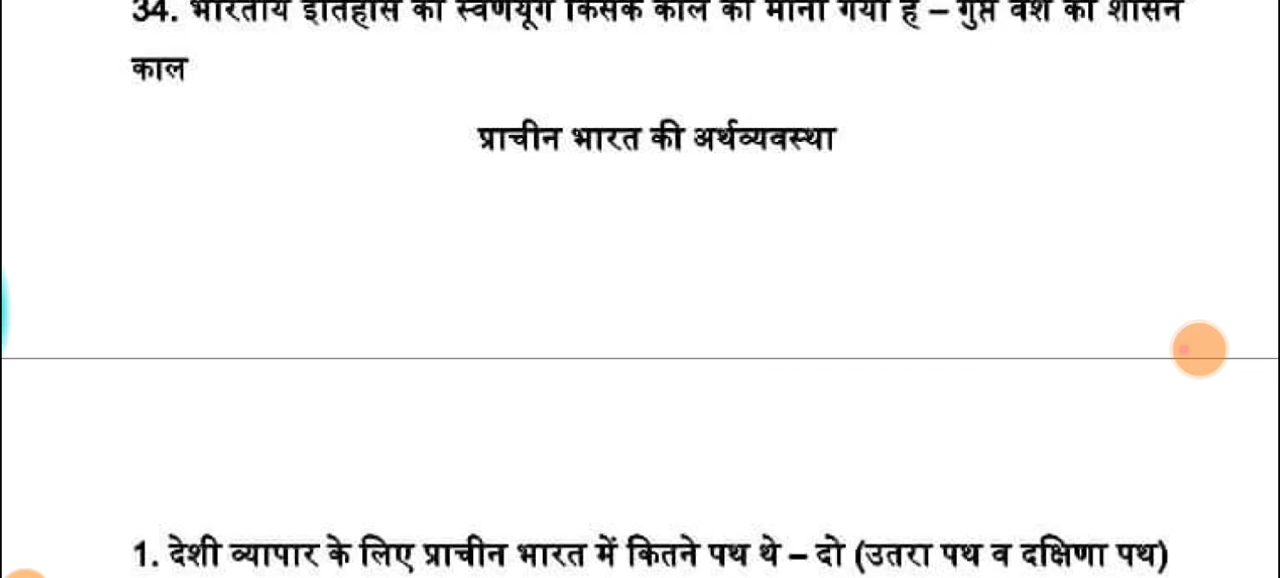 34. भारतीय इतिहास का स्वर्णयूग किसके काल को माना गया है – गुप्त वंश का शासन
काल
प्राचीन भारत की अर्थव्यवस्था
1. देशी व्यापार के लिए प्राचीन भारत में कितने पथ थे – दो (उतरा पथ व दक्षिणा पथ)